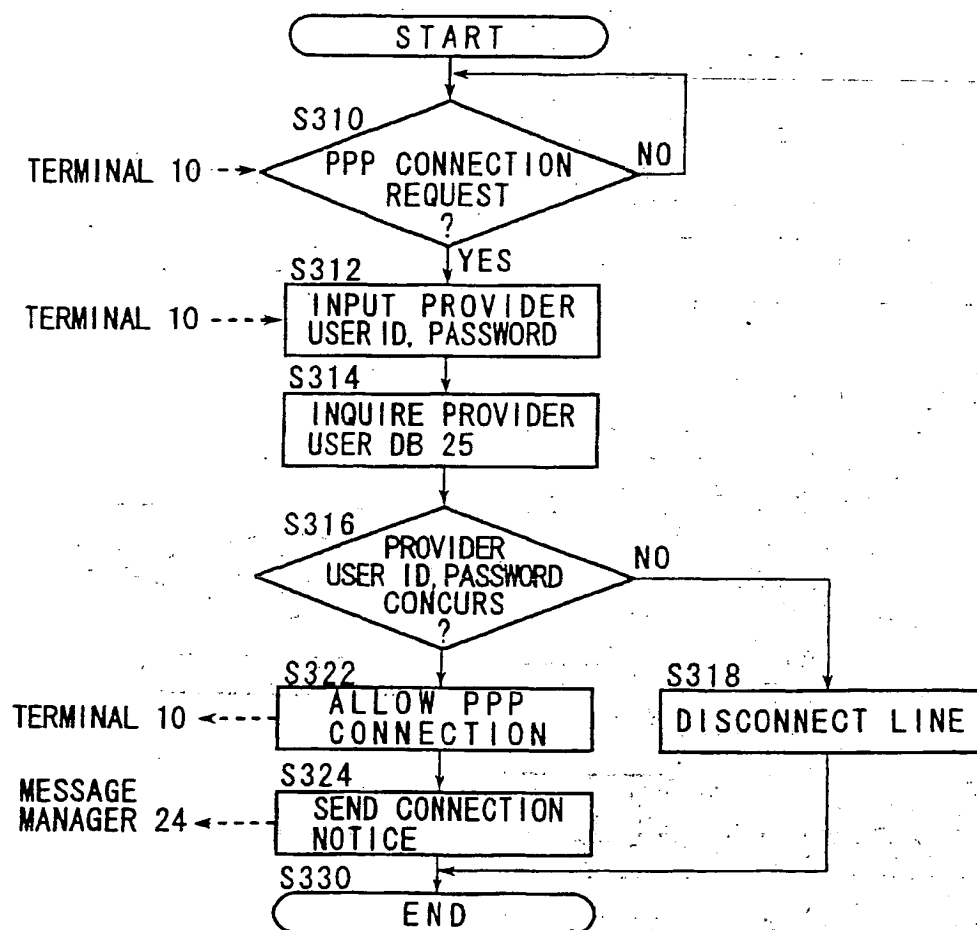 START
S310
TERMINAL 10
PPP CONNECTION
REQUEST
?
NO
YES
S312
TERMINAL 10
INPUT PROVIDER
USER ID, PASSWORD
S314
INQUIRE PROVIDER
USER DB 25
S316
PROVIDER
USER ID, PASSWORD
CONCURS
?
NO
S322
TERMINAL 10
ALLOW PPP
CONNECTION
S318
DISCONNECT LINE
S324
MESSAGE
MANAGER 24
SEND CONNECTION
NOTICE
S330
END